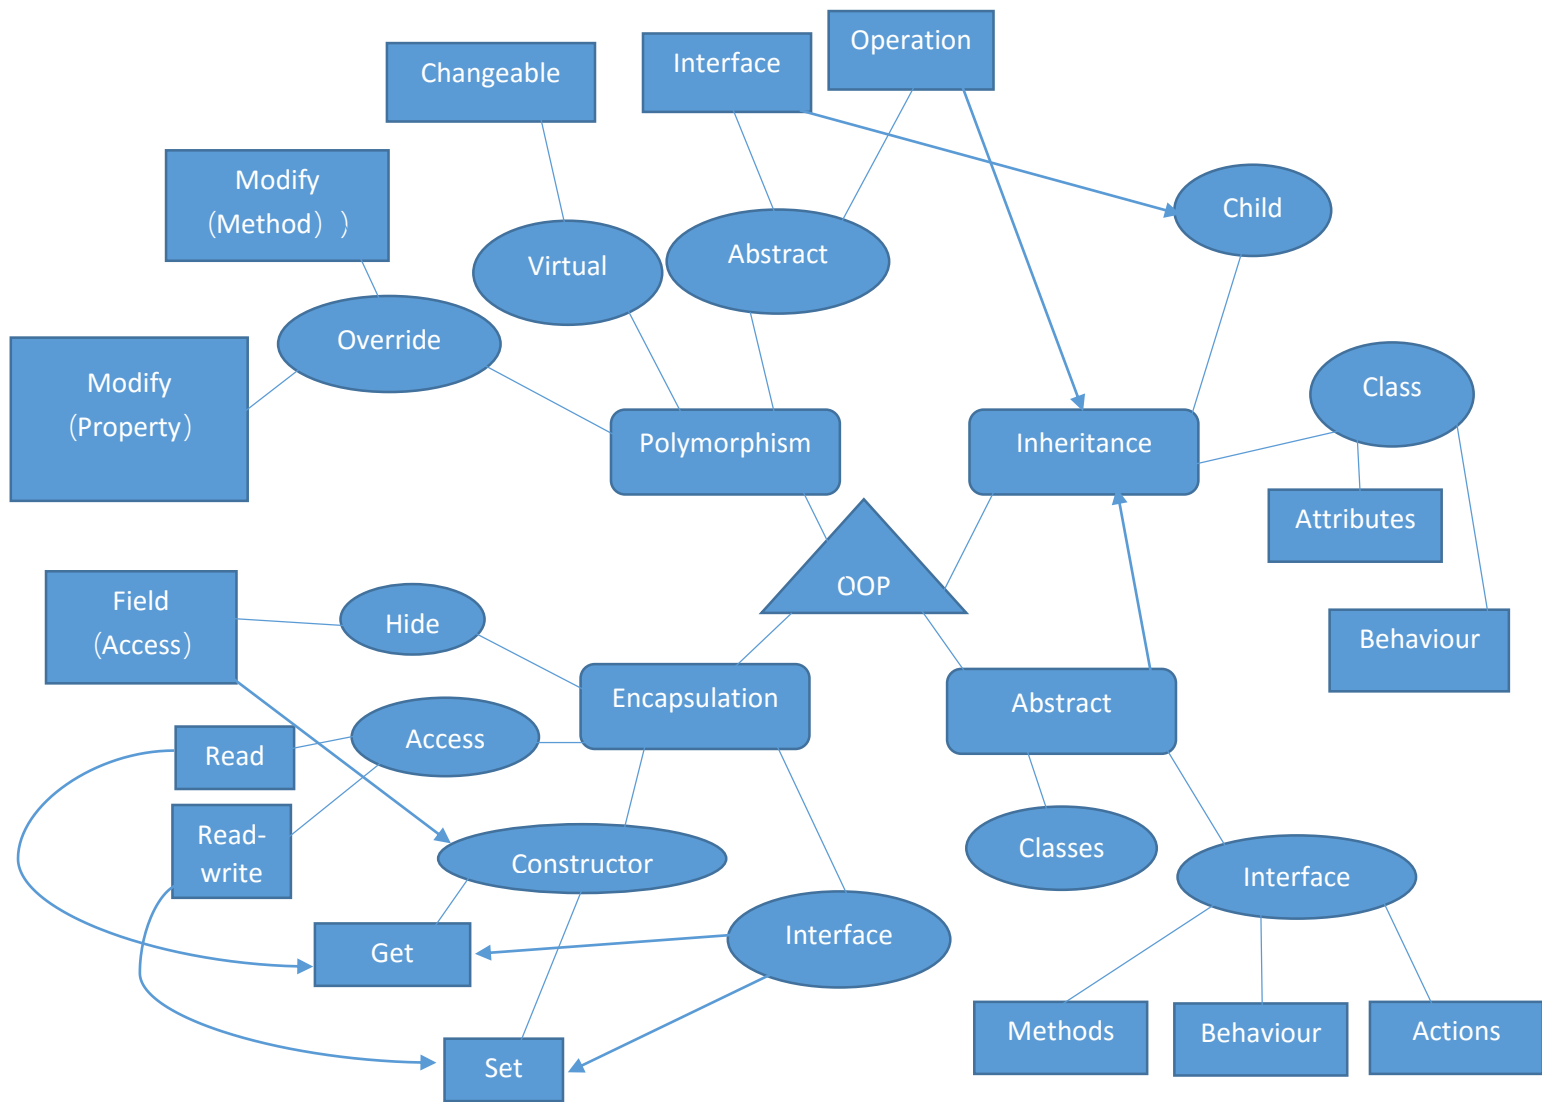 Operation
Interface
Changeable
Modify
（Method））
Child
Abstract
Virtual
Override
Modify
（Property）
Class
Polymorphism
Inheritance
Attributes
OOP
Field
（Access）
Hide
Behaviour
Encapsulation
Abstract
Access
Read
Read-
write
Constructor
Classes
Interface
Interface
Get
Methods
Behaviour
Actions
Set